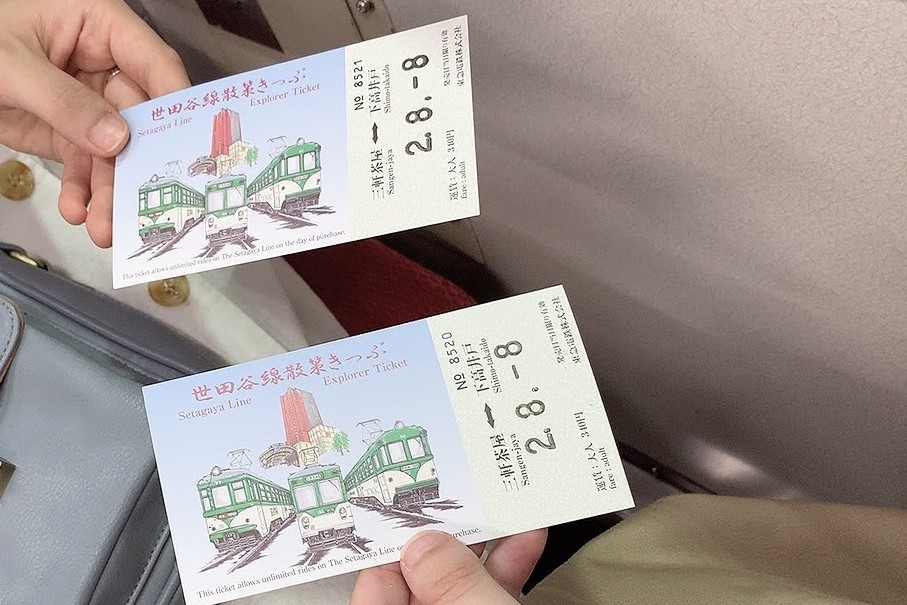 世田谷線散策きっぷ
Setagaya Line Explorer Ticket
This ticket allows unlimited rides on The Setagaya Line on the day of purchase.
No 8521
三軒茶屋 ⟷ 下高井戸
Sangen-jaya Shimo-takaido
2.8.-8
発売日当日限り有効
東急電鉄株式会社
運賃：大人 340円
fare : adult
世田谷線散策きっぷ
Setagaya Line Explorer Ticket
This ticket allows unlimited rides on The Setagaya Line on purchase.
No 8520
三軒茶屋 ⟷ 下高井戸
Sangen-jaya Shimo-takaido
2.8.-8
発売日当日限り有効
東急電鉄株式会社
運賃：大人 340円
fare : adult